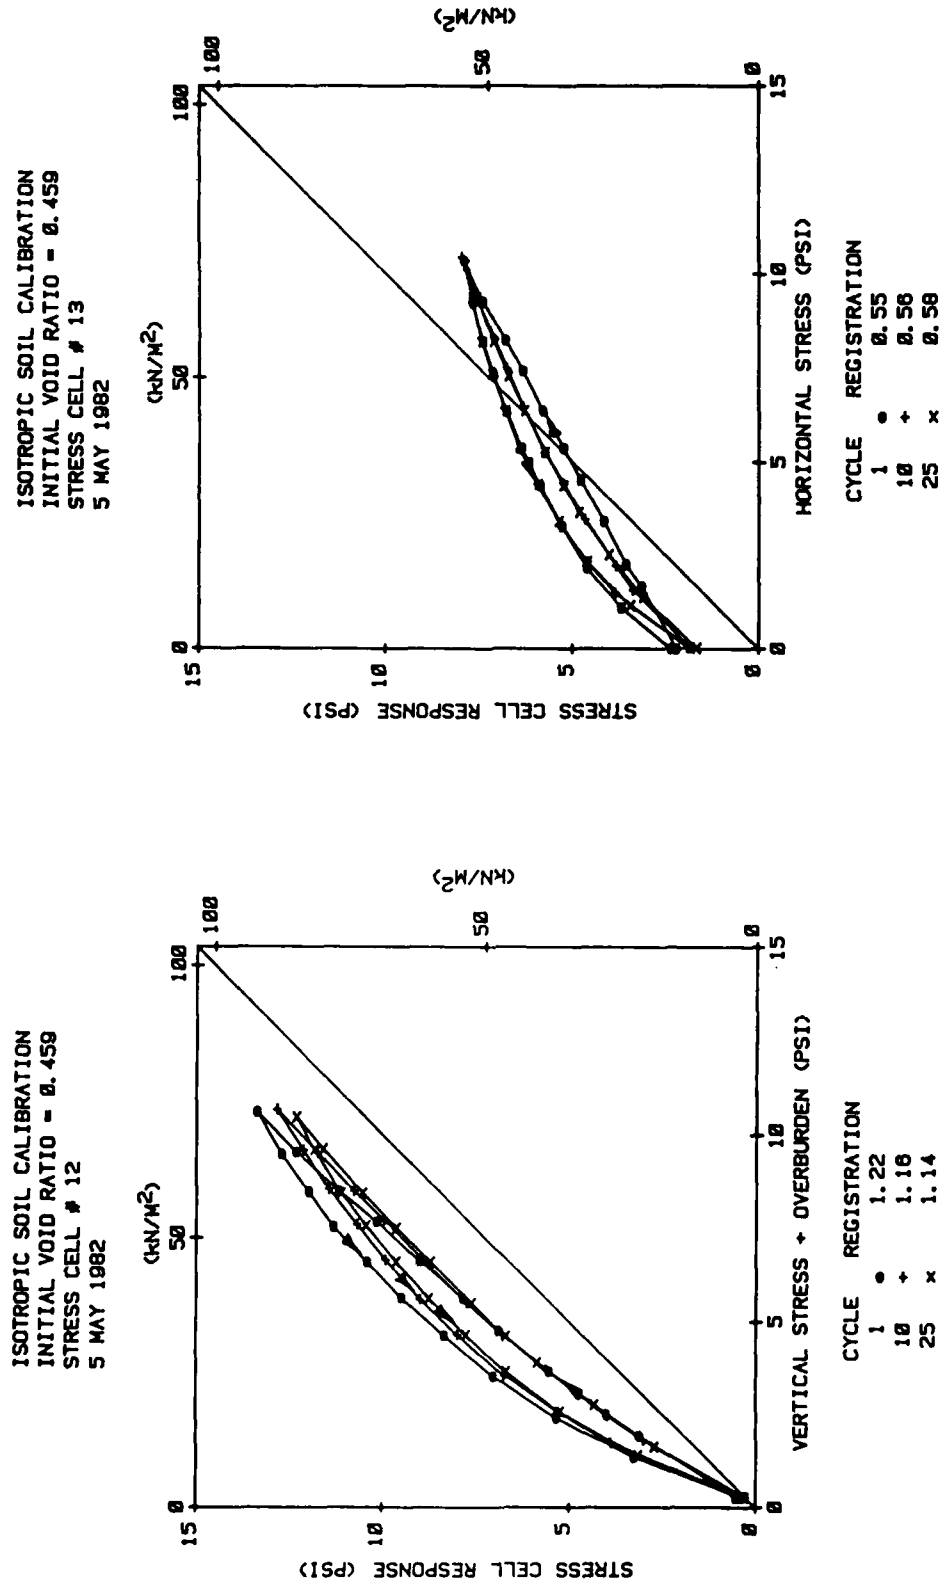 ISOTROPIC SOIL CALIBRATION
INITIAL VOID RATIO = 0.459
STRESS CELL # 12
5 MAY 1982
(kN/M²)
0
50
100
15
10
5
0
STRESS CELL RESPONSE (PSI)
100
50
0
(kN/M²)
0
5
10
15
VERTICAL STRESS + OVERBURDEN (PSI)
CYCLE REGISTRATION
1 ● 1.22
10 + 1.16
25 × 1.14
ISOTROPIC SOIL CALIBRATION
INITIAL VOID RATIO = 0.459
STRESS CELL # 13
5 MAY 1982
(kN/M²)
0
50
100
15
10
5
0
STRESS CELL RESPONSE (PSI)
100
50
0
(kN/M²)
0
5
10
15
HORIZONTAL STRESS (PSI)
CYCLE REGISTRATION
1 ● 0.55
10 + 0.56
25 × 0.58